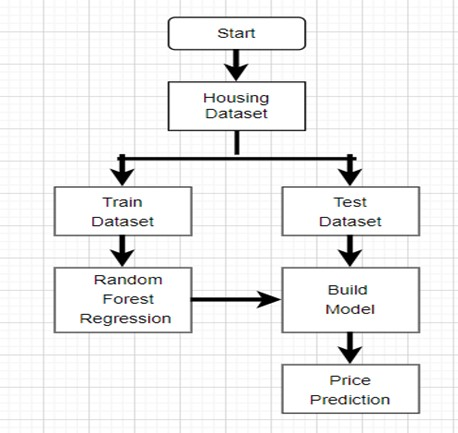 Start
Housing
Dataset
Train
Dataset
Test
Dataset
Random
Forest
Regression
Build
Model
Price
Prediction